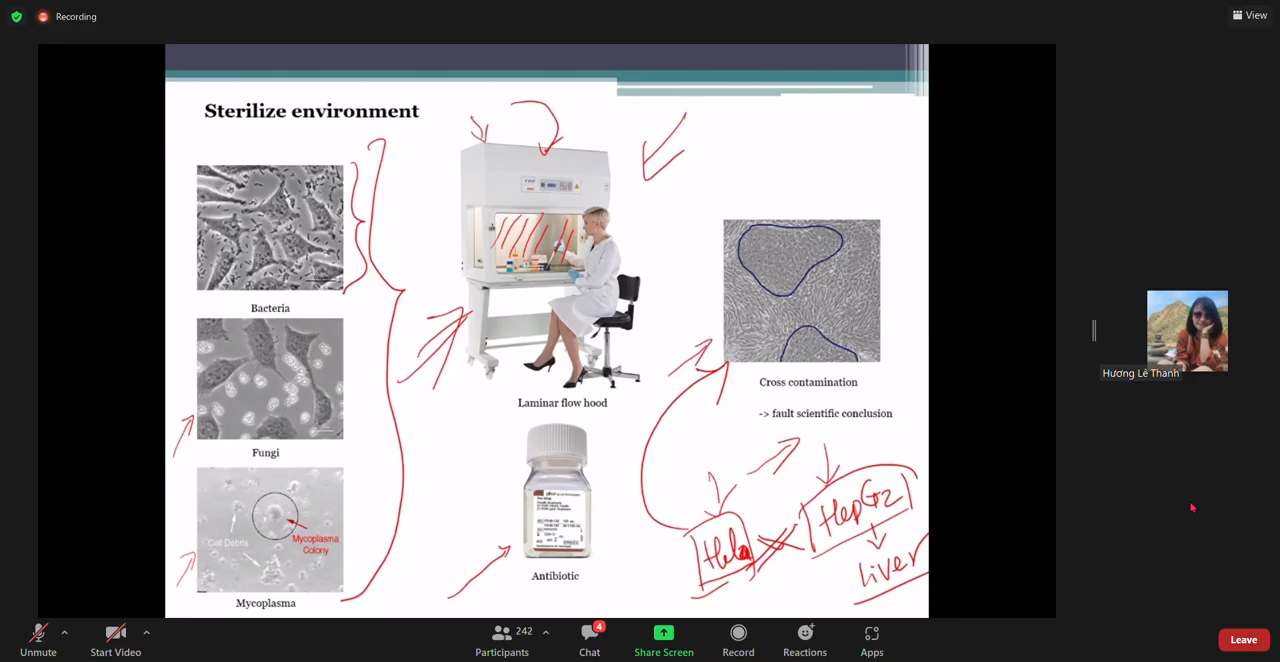 Recording
View
Sterilize environment
Bacteria
Fungi
Cell Debris
Mycoplasma
Colony
Mycoplasma
Laminar flow hood
Antibiotic
Cross contamination
-> fault scientific conclusion
Hela
HepG2
liver
Hương Lê Thanh
Unmute
Start Video
242
Participants
4
Chat
Share Screen
Record
Reactions
Apps
Leave